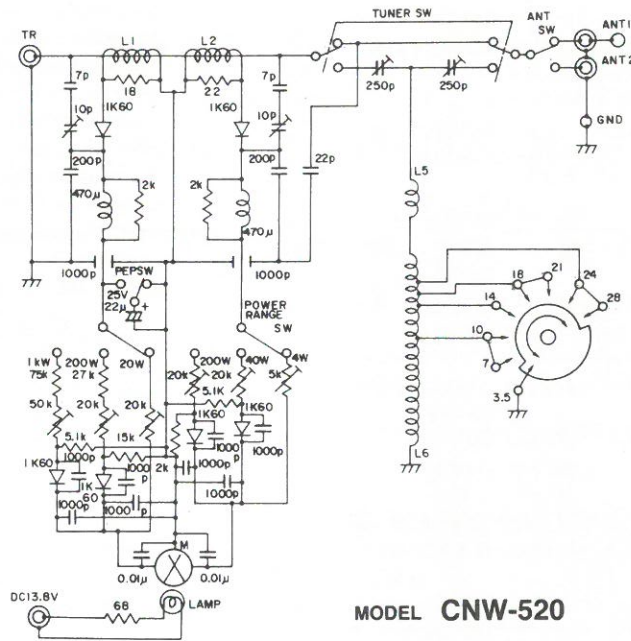 TR
L1
L2
TUNER SW
ANT SW
ANT1
ANT2
GND
7p
18
22
7p
1K60
1K60
10p
10p
250p
250p
200p
200p
22p
470μ
2k
2k
470μ
L5
1000p
1000p
PEPSW
25V
22μ
+
POWER RANGE SW
21
18
24
28
14
10
7
3.5
L6
1kW
200W
20W
200W
40W
4W
75k
27k
20k
20k
5k
50k
20k
20k
5.1K
1K60
1K60
5.1k
15k
1000p
1000p
1K60
1000p
1000p
2k
1000p
1K60
1000p
1000p
1000p
M
0.01μ
0.01μ
DC13.8V
68
LAMP
MODEL CNW-520